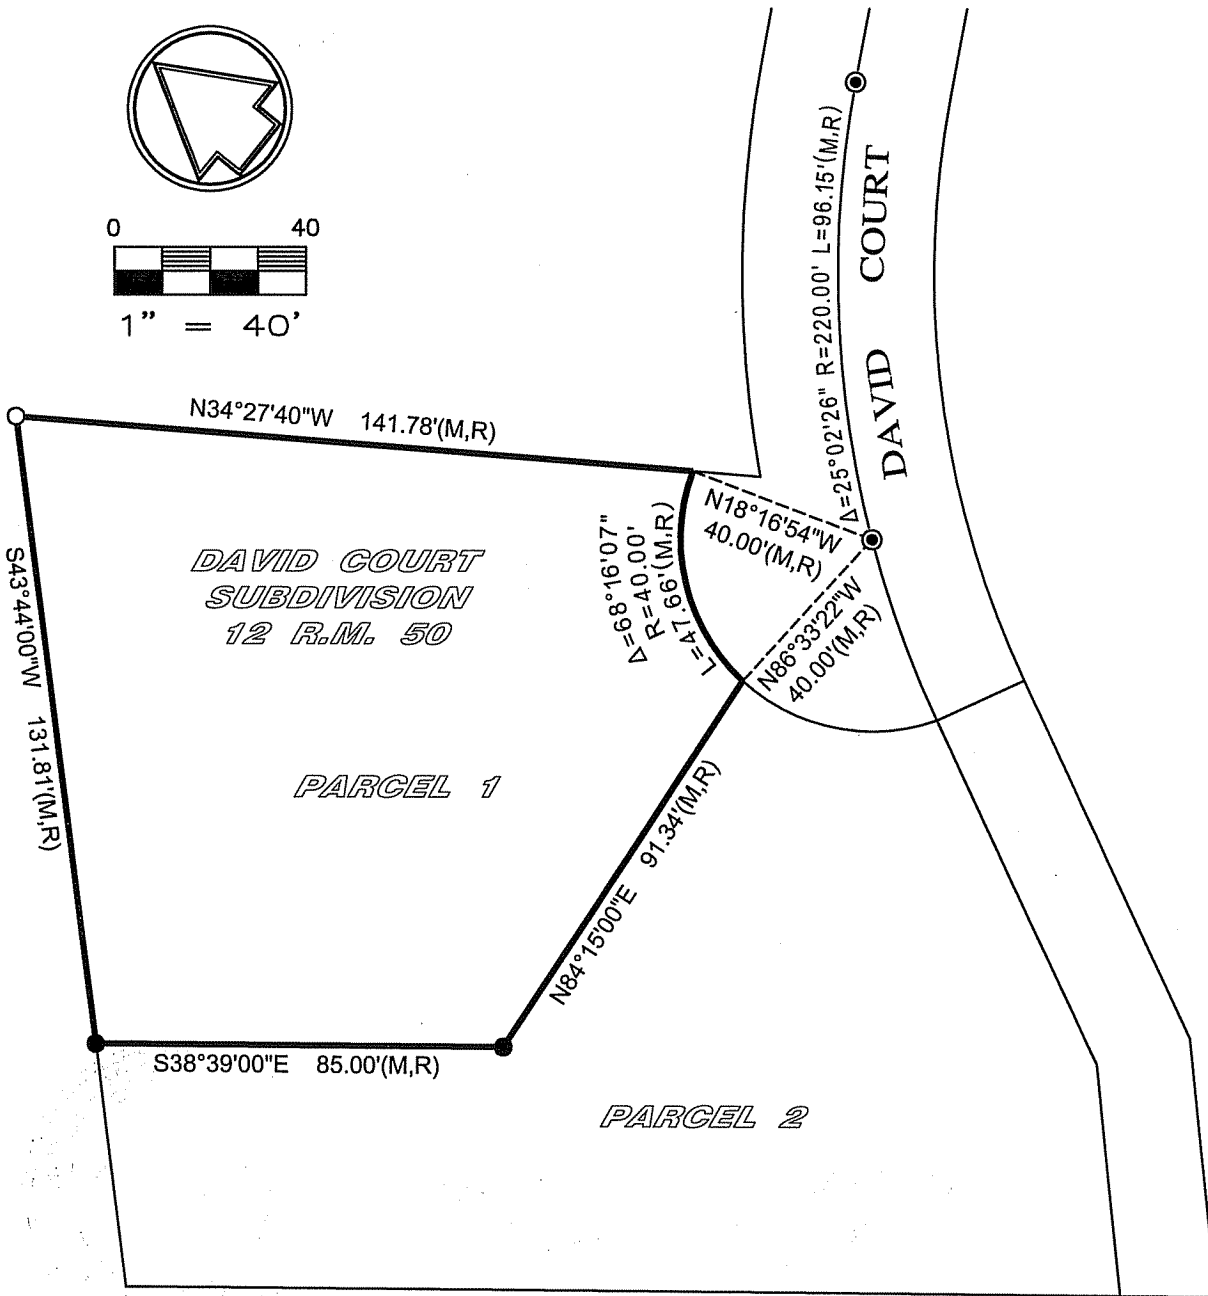 0 40
1" = 40'
Δ=25°02'26" R=220.00' L=96.15'(M,R)
DAVID COURT
N34°27'40"W 141.78'(M,R)
N18°16'54"W
40.00'(M,R)
Δ=68°16'07"
R=40.00'
L=47.66'(M,R)
N86°33'22"W
40.00'(M,R)
DAVID COURT
SUBDIVISION
12 R.M. 50
S43°44'00"W 131.81'(M,R)
PARCEL 1
N84°15'00"E 91.34'(M,R)
S38°39'00"E 85.00'(M,R)
PARCEL 2